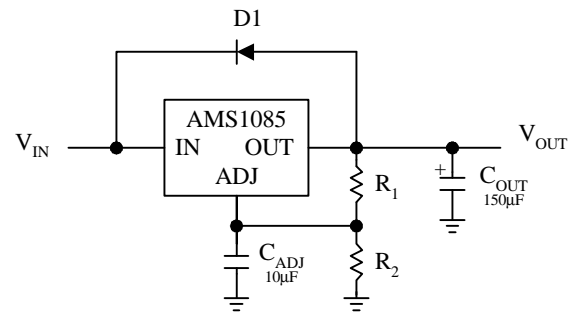 D1
AMS1085
V_IN IN OUT V_OUT
ADJ
+
R_1
C_OUT
150µF
C_ADJ
10µF
R_2